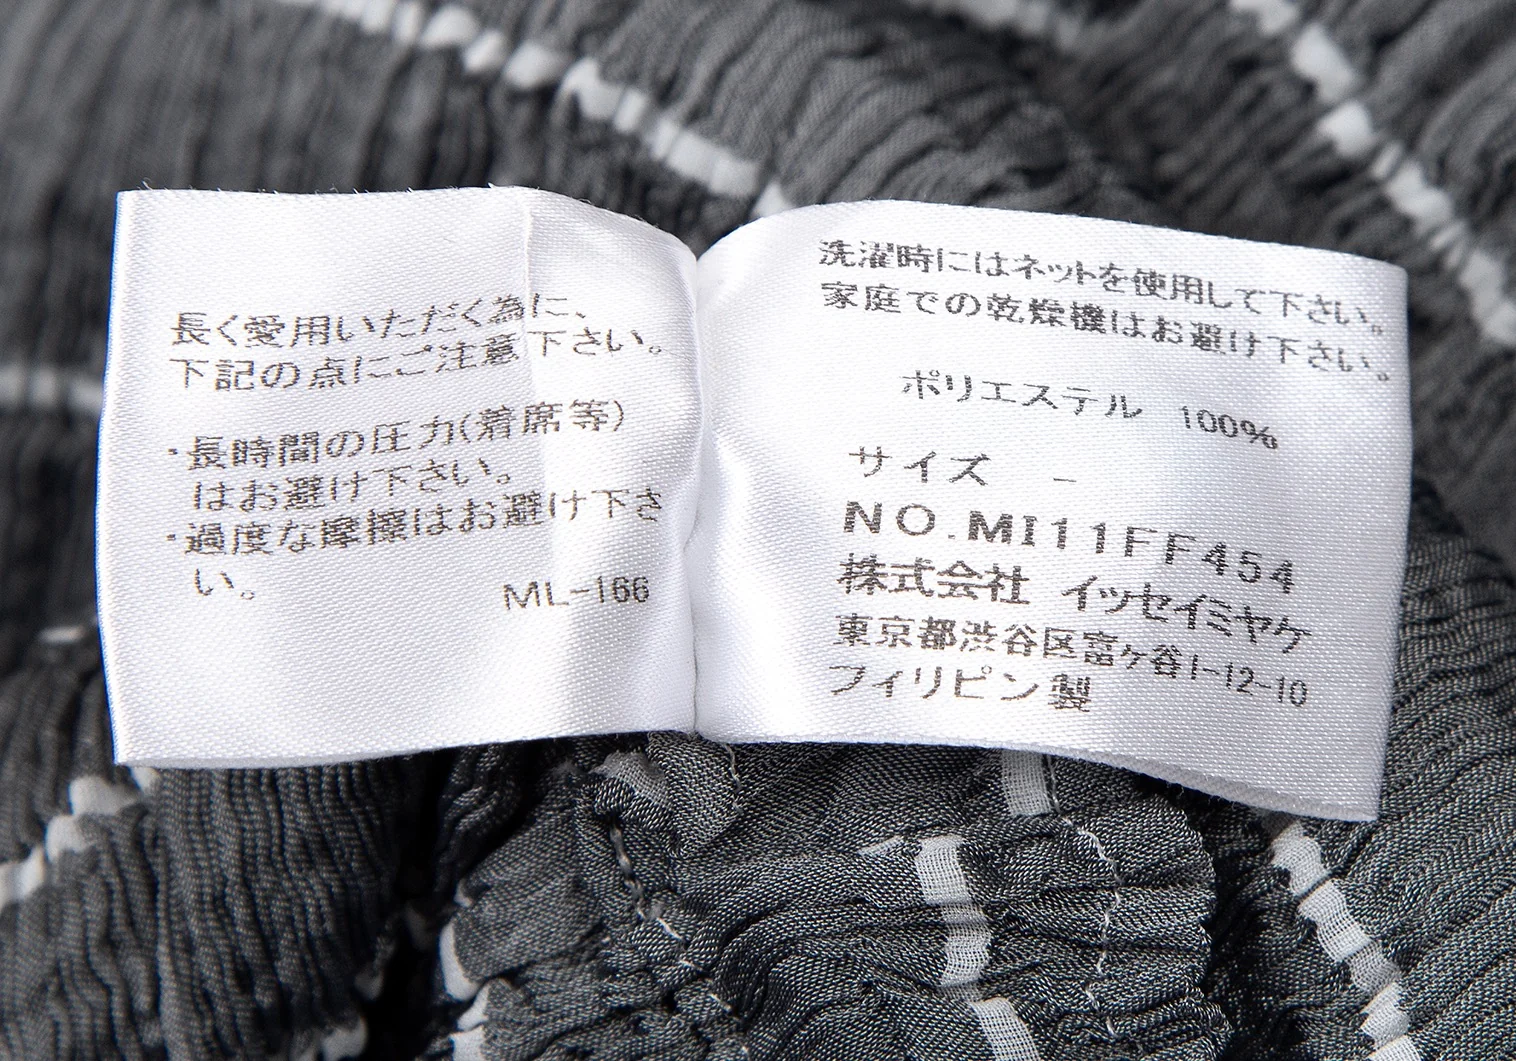 長く愛用いただく為に、
下記の点にご注意下さい。
・長時間の圧力(着席等)
はお避け下さい。
・過度な摩擦はお避け下さ
い。
ML-166
洗濯時にはネットを使用して下さい。
家庭での乾燥機はお避け下さい。
ポリエステル 100%
サイズ －
NO.MI11FF454
株式会社 イッセイミヤケ
東京都渋谷区富ヶ谷1-12-10
フィリピン製